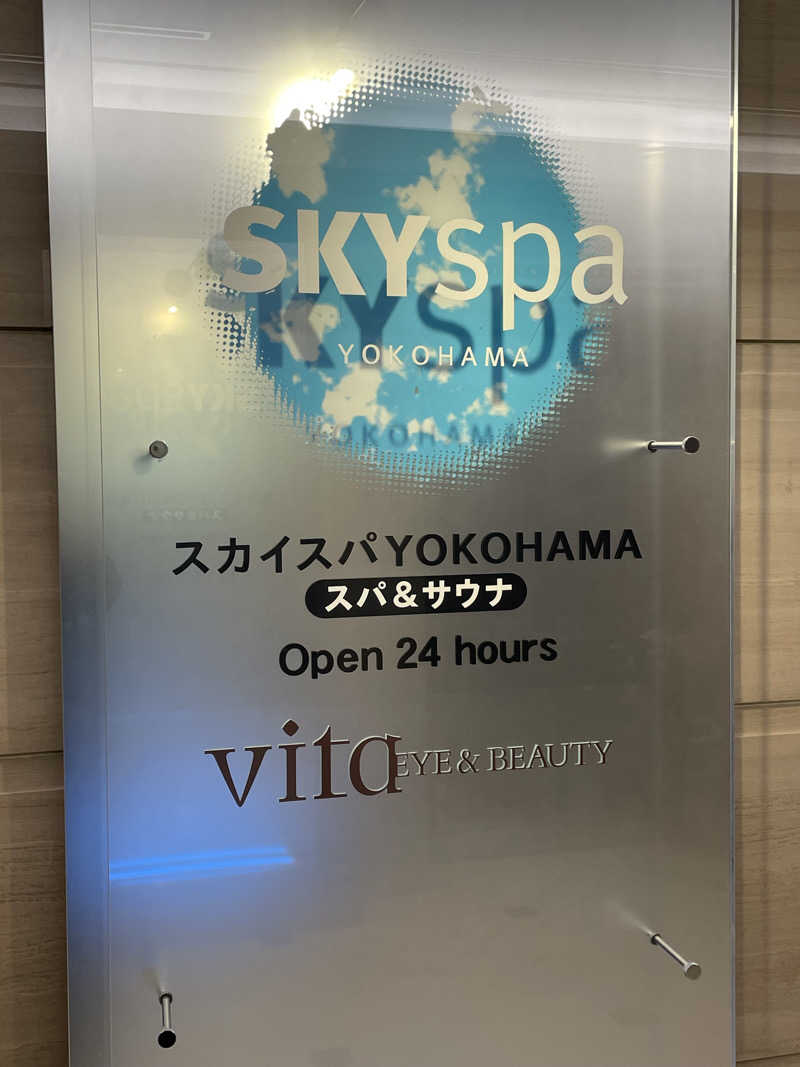 SKYspa
YOKOHAMA
スカイスパYOKOHAMA
スパ&サウナ
Open 24 hours
vita EYE & BEAUTY